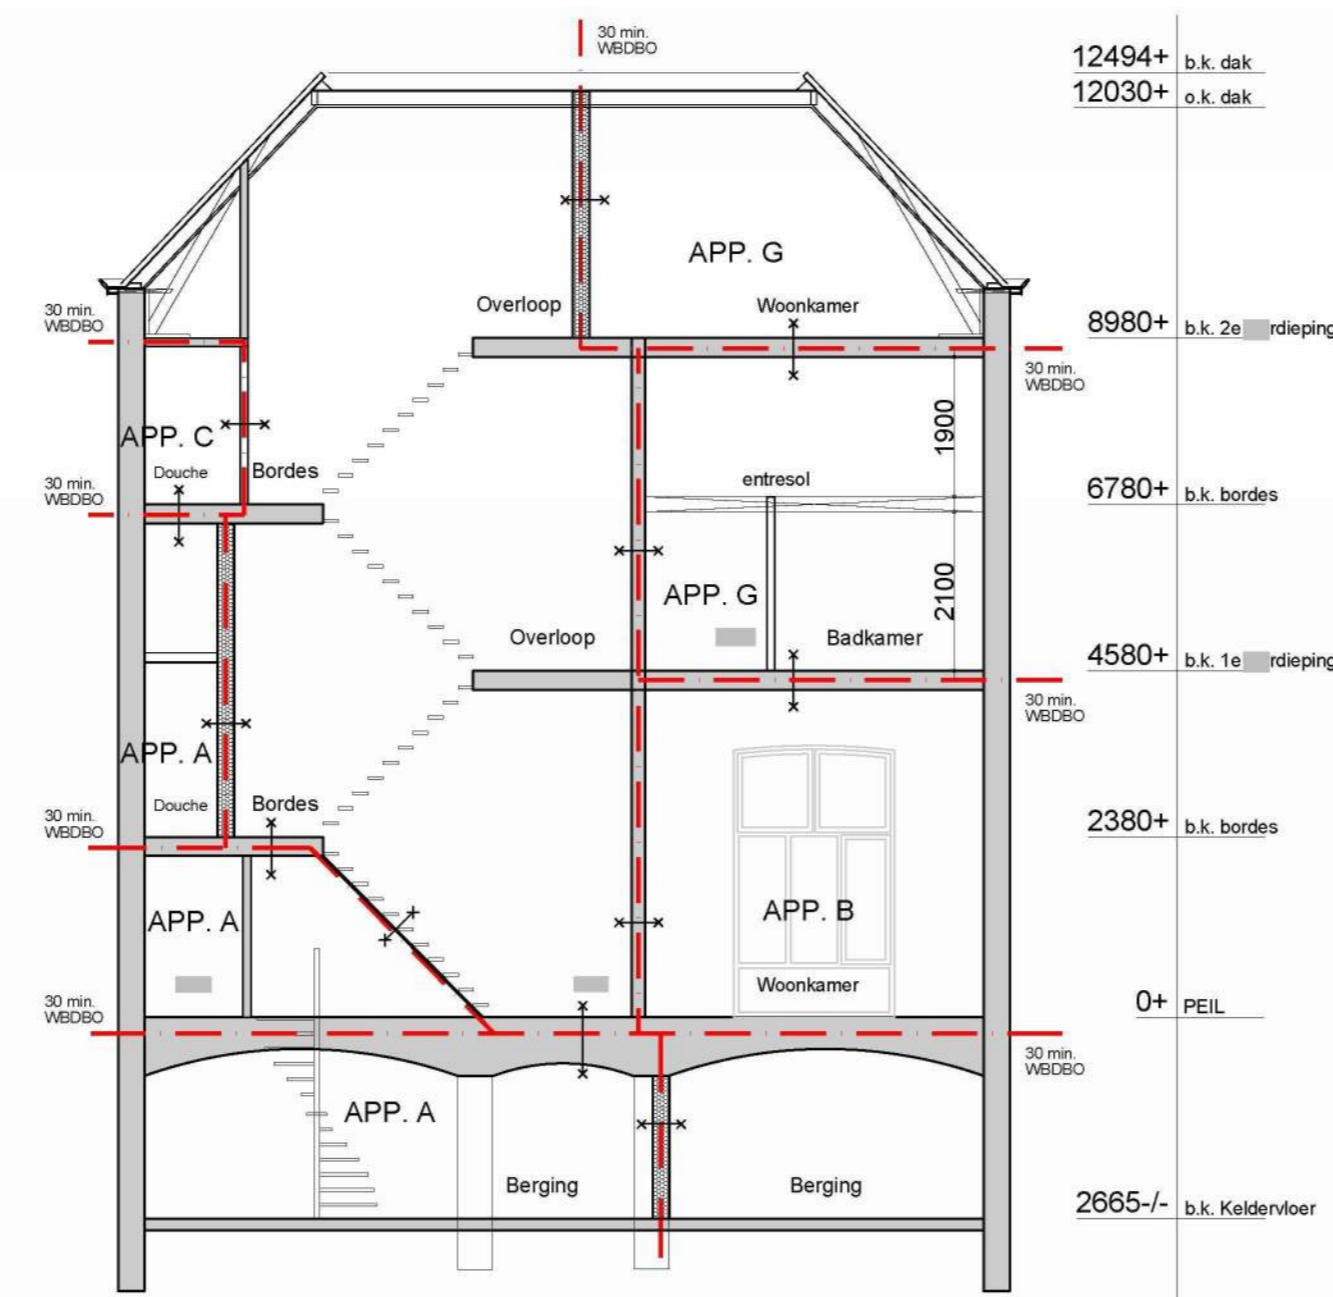 30 min.
WBDBO
12494+ b.k. dak
12030+ o.k. dak
APP. G
Overloop
Woonkamer
30 min.
WBDBO
8980+ b.k. 2e rdieping
30 min.
WBDBO
1900
APP. C
Douche
Bordes
entresol
30 min.
WBDBO
6780+ b.k. bordes
2100
APP. G
Overloop
Badkamer
4580+ b.k. 1e rdieping
30 min.
WBDBO
APP. A
Douche
Bordes
30 min.
WBDBO
2380+ b.k. bordes
APP. A
APP. B
Woonkamer
30 min.
WBDBO
0+ PEIL
30 min.
WBDBO
APP. A
Berging
Berging
2665-/- b.k. Keldervloer